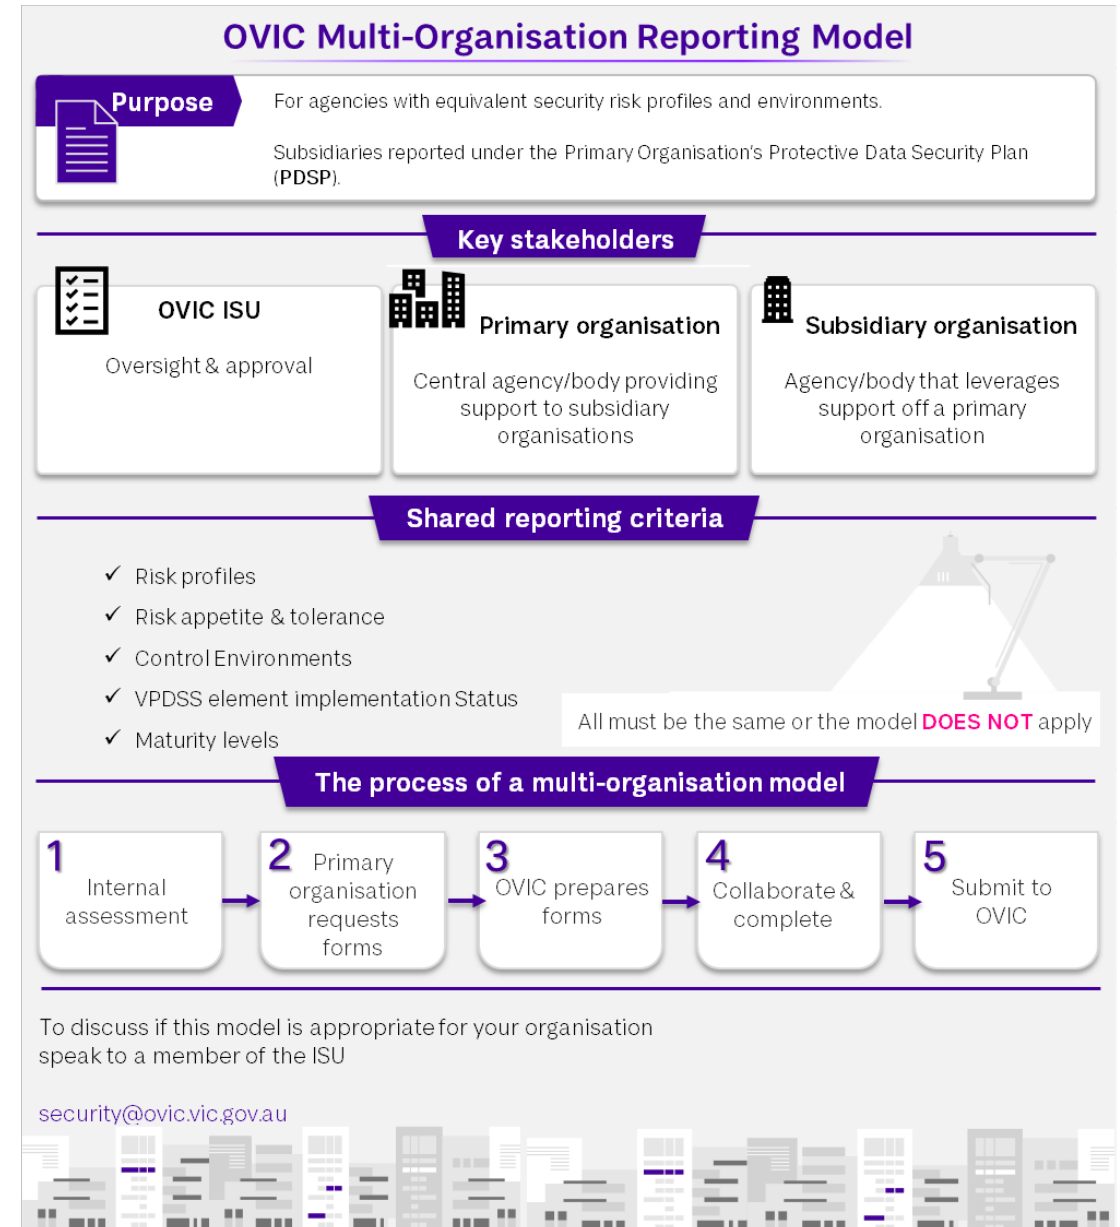 OVIC Multi-Organisation Reporting Model
Purpose
For agencies with equivalent security risk profiles and environments.
Subsidiaries reported under the Primary Organisation's Protective Data Security Plan
(PDSP).
Key stakeholders
OVIC ISU
Oversight & approval
Primary organisation
Central agency/body providing
support to subsidiary
organisations
Subsidiary organisation
Agency/body that leverages
support off a primary
organisation
Shared reporting criteria
✓ Risk profiles
✓ Risk appetite & tolerance
✓ Control Environments
✓ VPDSS element implementation Status
✓ Maturity levels
All must be the same or the model DOES NOT apply
The process of a multi-organisation model
1
Internal
assessment
2
Primary
organisation
requests
forms
3
OVIC prepares
forms
4
Collaborate &
complete
5
Submit to
OVIC
To discuss if this model is appropriate for your organisation
speak to a member of the ISU
security@ovic.vic.gov.au